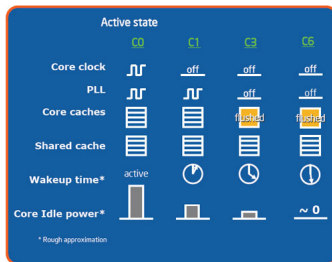 Active state
C0 C1 C3 C6
Core clock off off off
PLL off off
Core caches flushed flushed
Shared cache
Wakeup time* active
Core Idle power* ~ 0
* Rough approximation